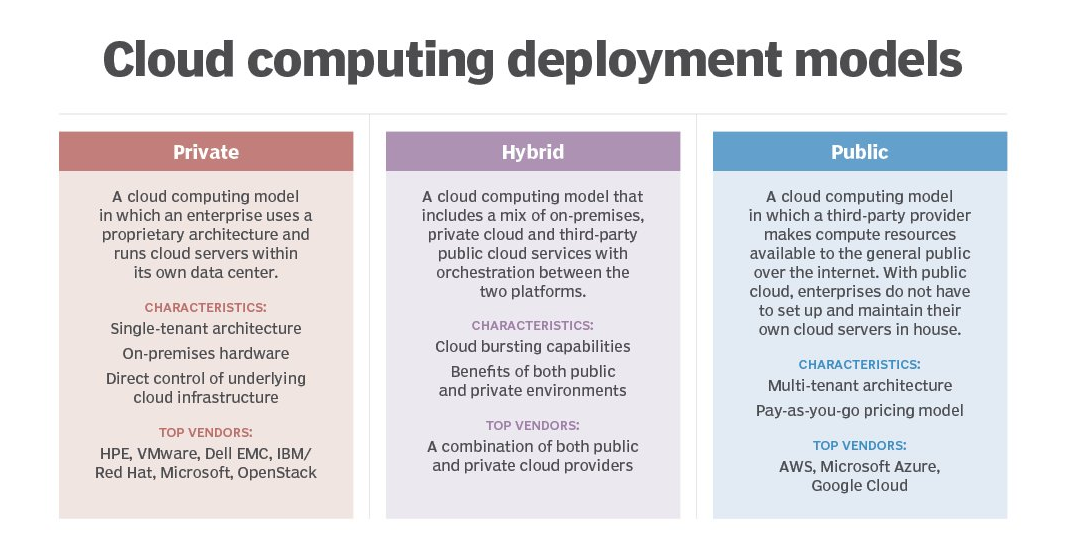 Cloud computing deployment models
Private
A cloud computing model
in which an enterprise uses a
proprietary architecture and
runs cloud servers within
its own data center.
CHARACTERISTICS:
Single-tenant architecture
On-premises hardware
Direct control of underlying
cloud infrastructure
TOP VENDORS:
HPE, VMware, Dell EMC, IBM/
Red Hat, Microsoft, OpenStack
Hybrid
A cloud computing model that
includes a mix of on-premises,
private cloud and third-party
public cloud services with
orchestration between the
two platforms.
CHARACTERISTICS:
Cloud bursting capabilities
Benefits of both public
and private environments
TOP VENDORS:
A combination of both public
and private cloud providers
Public
A cloud computing model
in which a third-party provider
makes compute resources
available to the general public
over the internet. With public
cloud, enterprises do not have
to set up and maintain their
own cloud servers in house.
CHARACTERISTICS:
Multi-tenant architecture
Pay-as-you-go pricing model
TOP VENDORS:
AWS, Microsoft Azure,
Google Cloud